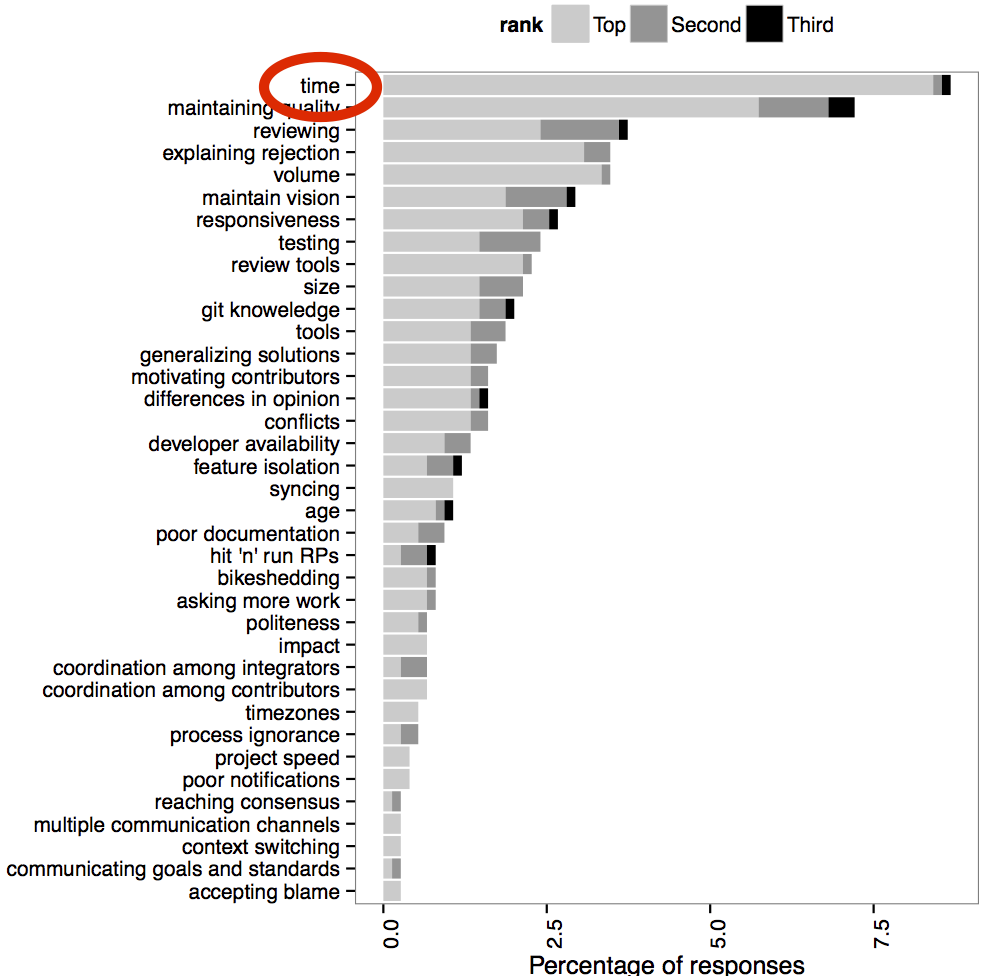 rank Top Second Third
time
maintaining quality
reviewing
explaining rejection
volume
maintain vision
responsiveness
testing
review tools
size
git knoweledge
tools
generalizing solutions
motivating contributors
differences in opinion
conflicts
developer availability
feature isolation
syncing
age
poor documentation
hit 'n' run RPs
bikeshedding
asking more work
politeness
impact
coordination among integrators
coordination among contributors
timezones
process ignorance
project speed
poor notifications
reaching consensus
multiple communication channels
context switching
communicating goals and standards
accepting blame
0.0 2.5 5.0 7.5
Percentage of responses